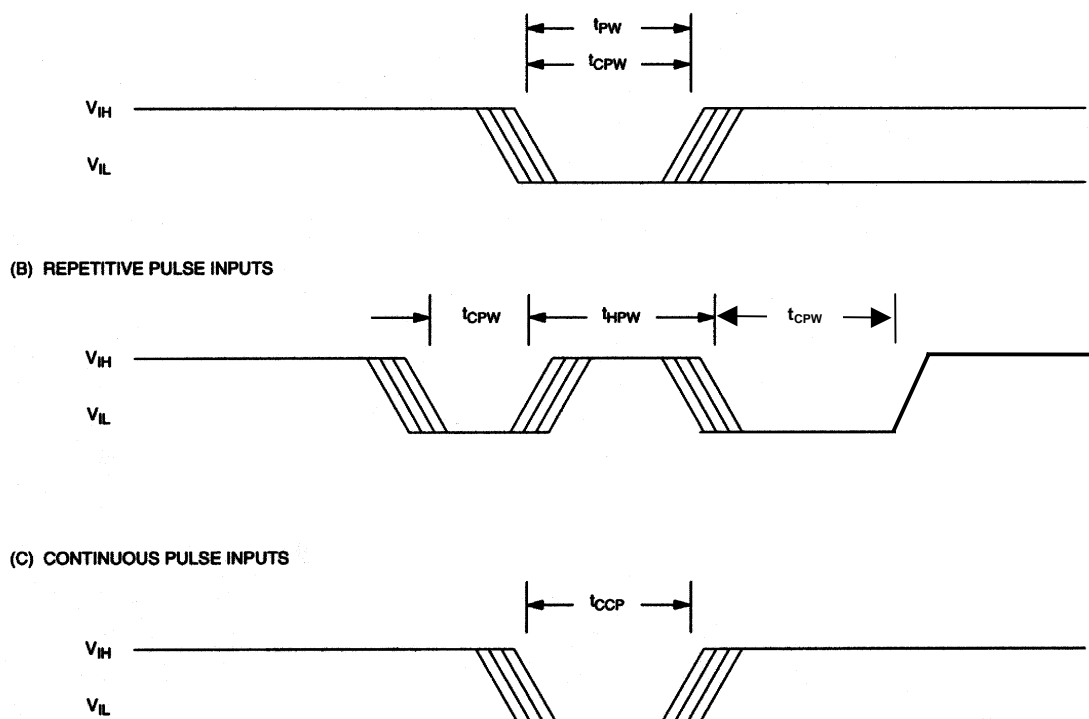 tPW
tCPW
VIH
VIL
(B) REPETITIVE PULSE INPUTS
tCPW tHPW tCPW
VIH
VIL
(C) CONTINUOUS PULSE INPUTS
tCCP
VIH
VIL